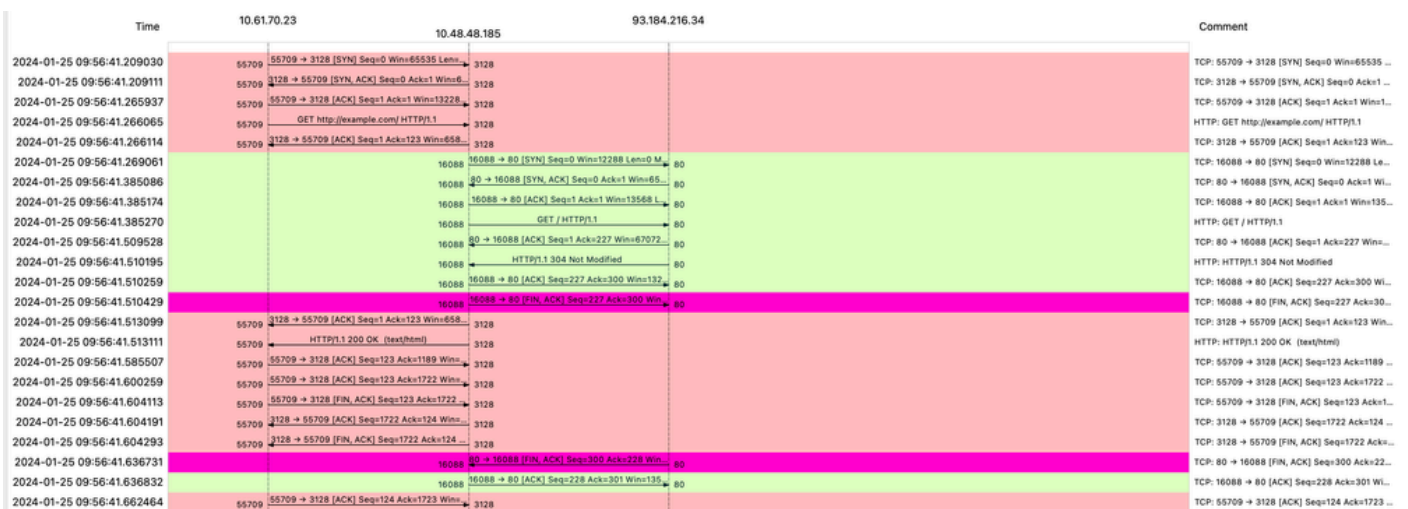 Time 10.61.70.23 10.48.48.185 93.184.216.34 Comment
2024-01-25 09:56:41.209030 55709 55709 → 3128 [SYN] Seq=0 Win=65535 Len=... 3128 TCP: 55709 → 3128 [SYN] Seq=0 Win=65535 ...
2024-01-25 09:56:41.209111 55709 3128 → 55709 [SYN, ACK] Seq=0 Ack=1 Win=6... 3128 TCP: 3128 → 55709 [SYN, ACK] Seq=0 Ack=1 ...
2024-01-25 09:56:41.265937 55709 55709 → 3128 [ACK] Seq=1 Ack=1 Win=13228... 3128 TCP: 55709 → 3128 [ACK] Seq=1 Ack=1 Win=1...
2024-01-25 09:56:41.266065 55709 GET http://example.com/ HTTP/1.1 3128 HTTP: GET http://example.com/ HTTP/1.1
2024-01-25 09:56:41.266114 55709 3128 → 55709 [ACK] Seq=1 Ack=123 Win=658... 3128 TCP: 3128 → 55709 [ACK] Seq=1 Ack=123 Win...
2024-01-25 09:56:41.269061 16088 16088 → 80 [SYN] Seq=0 Win=12288 Len=0 M... 80 TCP: 16088 → 80 [SYN] Seq=0 Win=12288 Le...
2024-01-25 09:56:41.385086 16088 80 → 16088 [SYN, ACK] Seq=0 Ack=1 Win=65... 80 TCP: 80 → 16088 [SYN, ACK] Seq=0 Ack=1 Wi...
2024-01-25 09:56:41.385174 16088 16088 → 80 [ACK] Seq=1 Ack=1 Win=13568 L... 80 TCP: 16088 → 80 [ACK] Seq=1 Ack=1 Win=135...
2024-01-25 09:56:41.385270 16088 GET / HTTP/1.1 80 HTTP: GET / HTTP/1.1
2024-01-25 09:56:41.509528 16088 80 → 16088 [ACK] Seq=1 Ack=227 Win=67072... 80 TCP: 80 → 16088 [ACK] Seq=1 Ack=227 Win=...
2024-01-25 09:56:41.510195 16088 HTTP/1.1 304 Not Modified 80 HTTP: HTTP/1.1 304 Not Modified
2024-01-25 09:56:41.510259 16088 16088 → 80 [ACK] Seq=227 Ack=300 Win=132... 80 TCP: 16088 → 80 [ACK] Seq=227 Ack=300 Wi...
2024-01-25 09:56:41.510429 16088 16088 → 80 [FIN, ACK] Seq=227 Ack=300 Win... 80 TCP: 16088 → 80 [FIN, ACK] Seq=227 Ack=30...
2024-01-25 09:56:41.513099 55709 3128 → 55709 [ACK] Seq=1 Ack=123 Win=658... 3128 TCP: 3128 → 55709 [ACK] Seq=1 Ack=123 Win...
2024-01-25 09:56:41.513111 55709 HTTP/1.1 200 OK (text/html) 3128 HTTP: HTTP/1.1 200 OK (text/html)
2024-01-25 09:56:41.585507 55709 55709 → 3128 [ACK] Seq=123 Ack=1189 Win=... 3128 TCP: 55709 → 3128 [ACK] Seq=123 Ack=1189 ...
2024-01-25 09:56:41.600259 55709 55709 → 3128 [ACK] Seq=123 Ack=1722 Win=... 3128 TCP: 55709 → 3128 [ACK] Seq=123 Ack=1722 ...
2024-01-25 09:56:41.604113 55709 55709 → 3128 [FIN, ACK] Seq=123 Ack=1722 ... 3128 TCP: 55709 → 3128 [FIN, ACK] Seq=123 Ack=1...
2024-01-25 09:56:41.604191 55709 3128 → 55709 [ACK] Seq=1722 Ack=124 Win=... 3128 TCP: 3128 → 55709 [ACK] Seq=1722 Ack=124 ...
2024-01-25 09:56:41.604293 55709 3128 → 55709 [FIN, ACK] Seq=1722 Ack=124 ... 3128 TCP: 3128 → 55709 [FIN, ACK] Seq=1722 Ack=...
2024-01-25 09:56:41.636731 16088 80 → 16088 [FIN, ACK] Seq=300 Ack=228 Win... 80 TCP: 80 → 16088 [FIN, ACK] Seq=300 Ack=22...
2024-01-25 09:56:41.636832 16088 16088 → 80 [ACK] Seq=228 Ack=301 Win=135... 80 TCP: 16088 → 80 [ACK] Seq=228 Ack=301 Wi...
2024-01-25 09:56:41.662464 55709 55709 → 3128 [ACK] Seq=124 Ack=1723 Win=... 3128 TCP: 55709 → 3128 [ACK] Seq=124 Ack=1723 ...